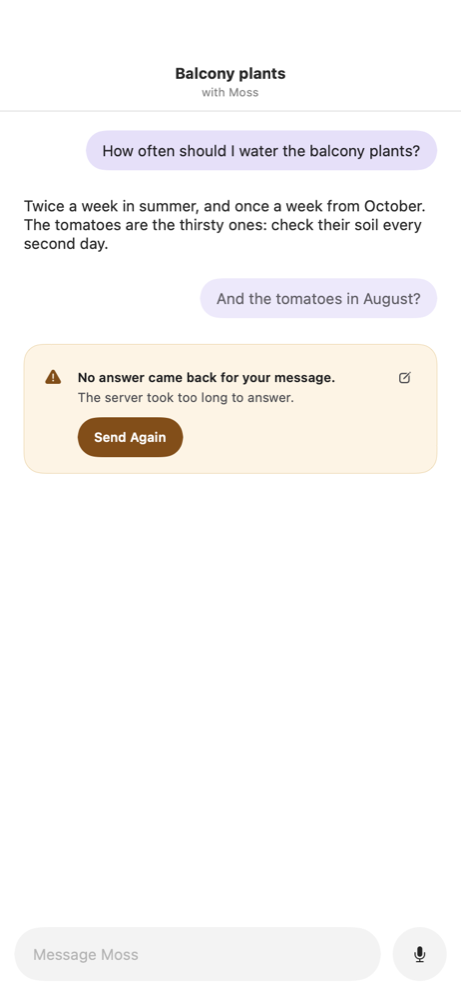 Balcony plants
with Moss
How often should I water the balcony plants?
Twice a week in summer, and once a week from October.
The tomatoes are the thirsty ones: check their soil every
second day.
And the tomatoes in August?
No answer came back for your message.
The server took too long to answer.
Send Again
Message Moss